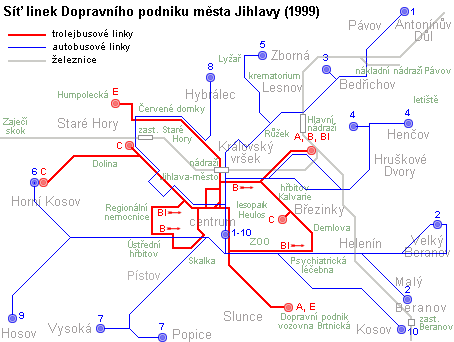 Síť linek Dopravního podniku města Jihlavy (1999)
trolejbusové linky
autobusové linky
železnice
1
Pávov
Antonínův
Důl
nákladní nádraží Pávov
5
Lyžař
Zborná
krematorium
Lesnov
3
Bedřichov
letiště
8
Hybrálec
Humpolecká
E
Červené domky
Staré Hory
Zaječí
skok
zast. Staré
Hory
Růžek
Hlavní
nádraží
A, B, BI
4
4
Henčov
Královský
vršek
Hruškové
Dvory
C
Dolina
nádraží
Jihlava-město
6
C
Horní Kosov
B
hřbitov
Kalvárie
lesopark
Heulos
B
Březinky
C
Regionální
nemocnice
BI
centrum
1-10
Demlova
2
Velký
Beranov
BI
Ústřední
hřbitov
ZOO
BI
Helenín
Skalka
Psychiatrická
léčebna
Pístov
Malý
2
Beranov
A, E
Slunce
Dopravní podnik
vozovna Brtnická
zast.
Beranov
9
Hosov
7
Vysoká
7
Popice
Kosov
10